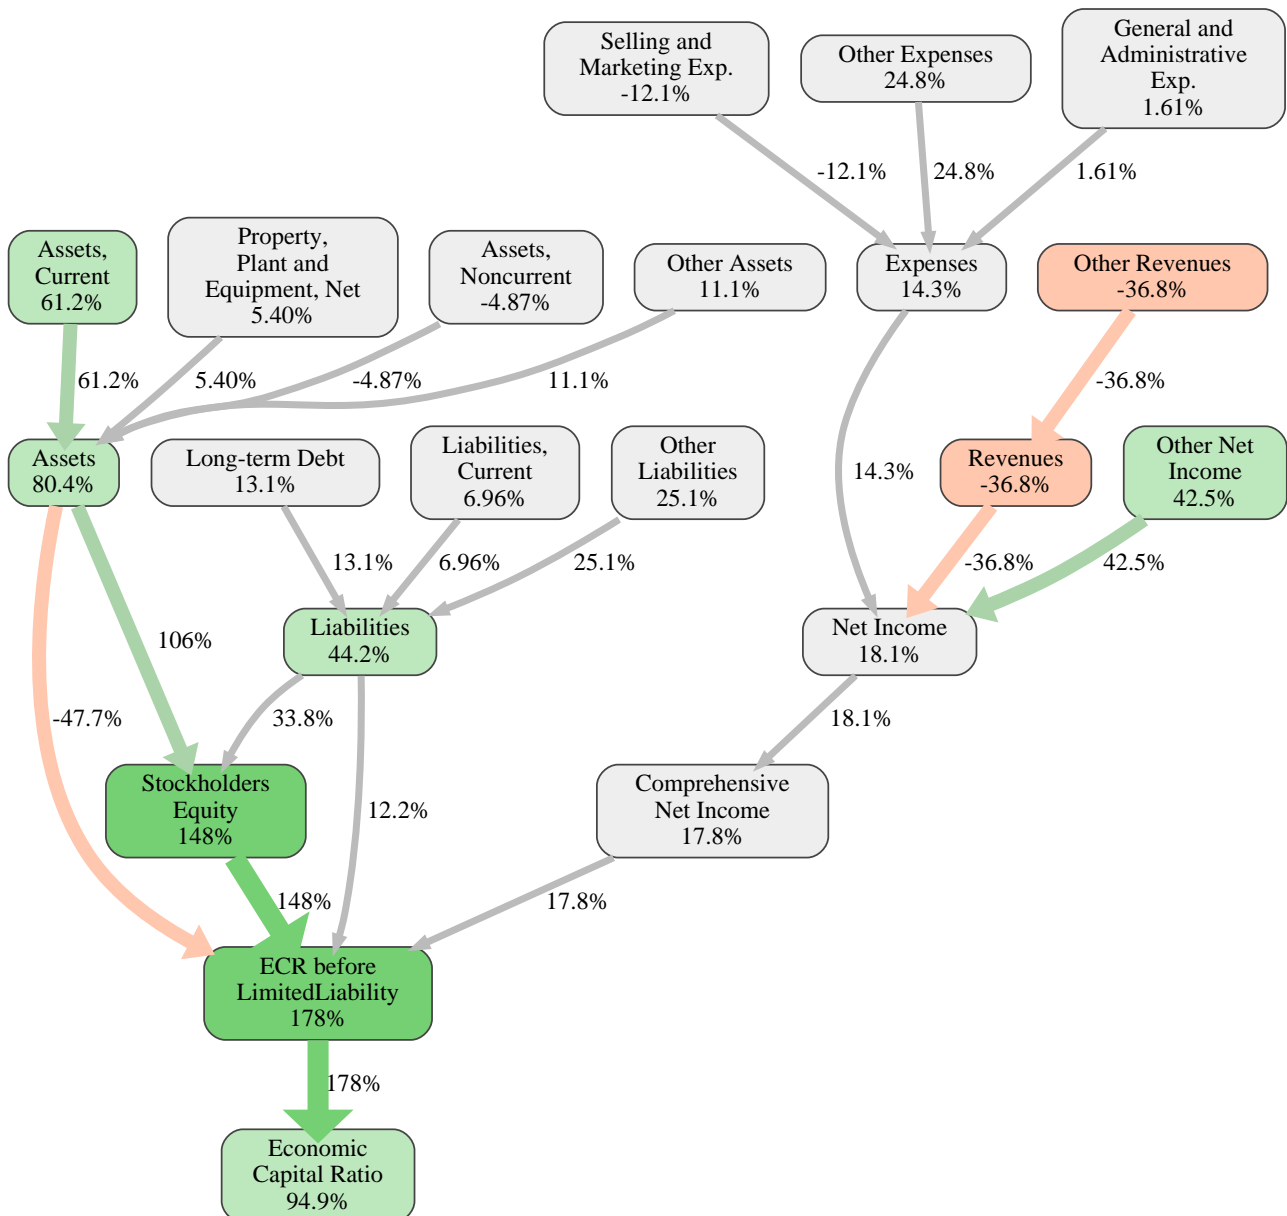 Selling and
Marketing Exp.
-12.1%
Other Expenses
24.8%
General and
Administrative
Exp.
1.61%
-12.1%
24.8%
1.61%
Assets,
Current
61.2%
Property,
Plant and
Equipment, Net
5.40%
Assets,
Noncurrent
-4.87%
Other Assets
11.1%
Expenses
14.3%
Other Revenues
-36.8%
61.2%
5.40%
-4.87%
11.1%
-36.8%
Assets
80.4%
Long-term Debt
13.1%
Liabilities,
Current
6.96%
Other
Liabilities
25.1%
14.3%
Revenues
-36.8%
Other Net
Income
42.5%
13.1%
6.96%
25.1%
-36.8%
42.5%
106%
Liabilities
44.2%
Net Income
18.1%
-47.7%
33.8%
18.1%
Stockholders
Equity
148%
12.2%
Comprehensive
Net Income
17.8%
148%
17.8%
ECR before
LimitedLiability
178%
178%
Economic
Capital Ratio
94.9%